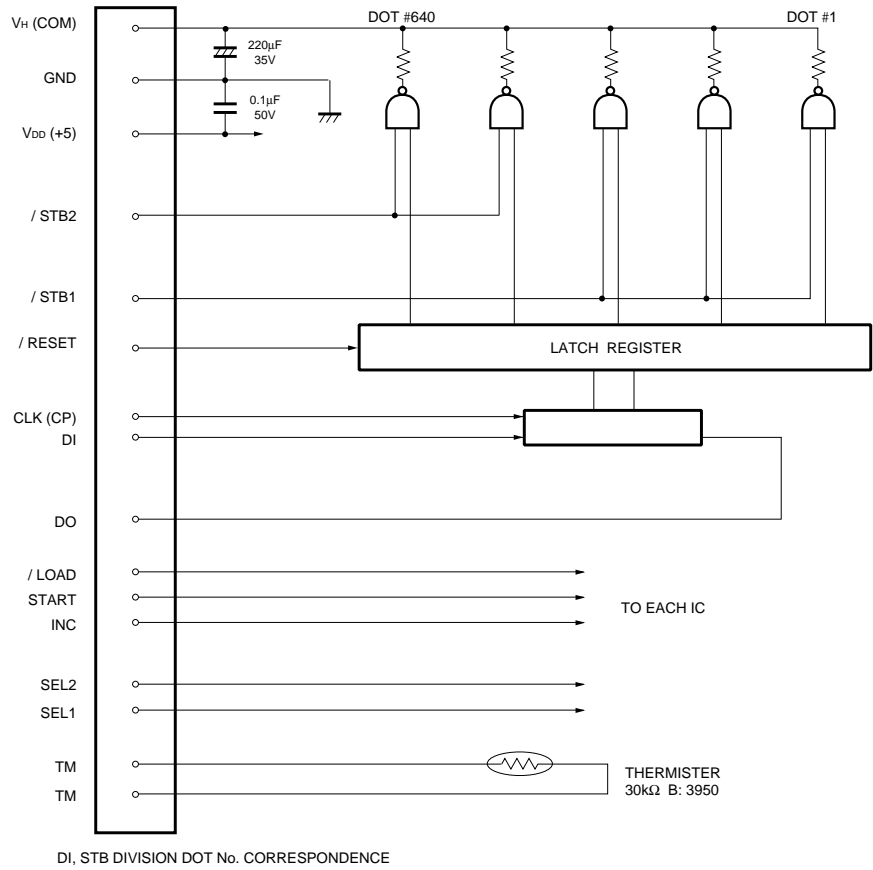 VH (COM)
DOT #640
DOT #1
220µF
35V
GND
0.1µF
50V
VDD (+5)
/ STB2
/ STB1
/ RESET
LATCH REGISTER
CLK (CP)
DI
DO
/ LOAD
START
TO EACH IC
INC
SEL2
SEL1
TM
THERMISTER
30kΩ B: 3950
TM
DI, STB DIVISION DOT No. CORRESPONDENCE